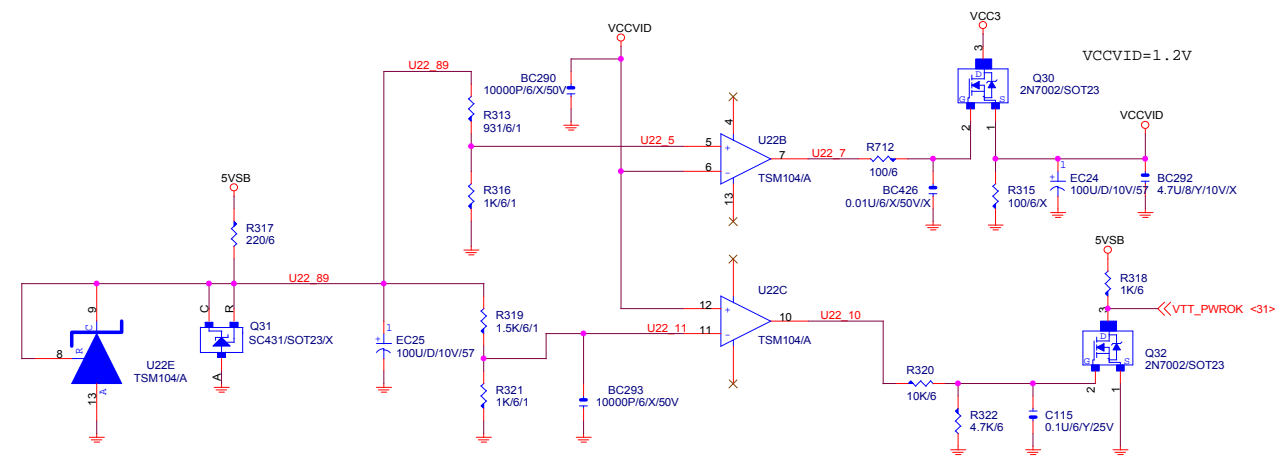 VCCVID
VCC3
VCCVID=1.2V
U22_89
BC290
10000P/6/X/50V
3
D
G
S
Q30
2N7002/SOT23
R313
931/6/1
4
2
1
VCCVID
U22_5
5
+
6
-
U22B
7
U22_7
R712
100/6
TSM104/A
13
R316
1K/6/1
BC426
0.01U/6/X/50V/X
R315
100/6/X
1
+
EC24
100U/D/10V/57
BC292
4.7U/8/Y/10V/X
5VSB
R317
220/6
5VSB
R318
1K/6
U22_89
U22C
9
C
R
8
A
13
U22E
TSM104/A
C
R
Q31
SC431/SOT23/X
A
1
+
EC25
100U/D/10V/57
R319
1.5K/6/1
U22_11
12
+
11
-
10
U22_10
TSM104/A
3
VTT_PWROK <31>
D
G
S
Q32
2N7002/SOT23
R321
1K/6/1
BC293
10000P/6/X/50V
R320
10K/6
2
1
R322
4.7K/6
C115
0.1U/6/Y/25V